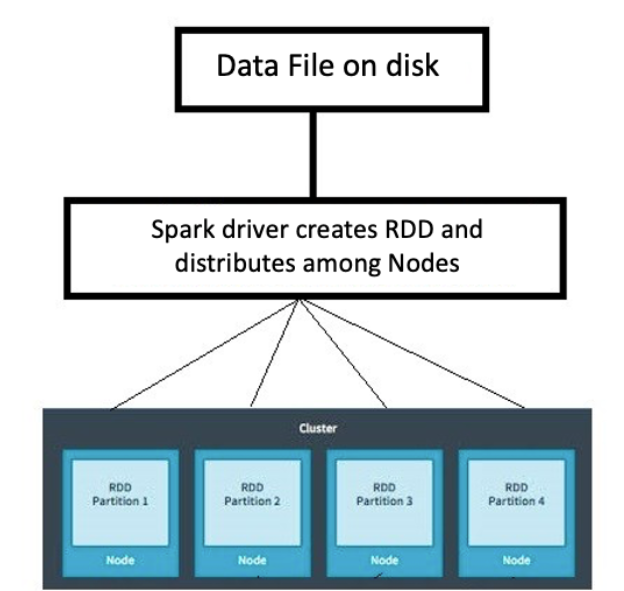 Data File on disk
Spark driver creates RDD and
distributes among Nodes
Cluster
RDD
Partition 1
RDD
Partition 2
RDD
Partition 3
RDD
Partition 4
Node
Node
Node
Node